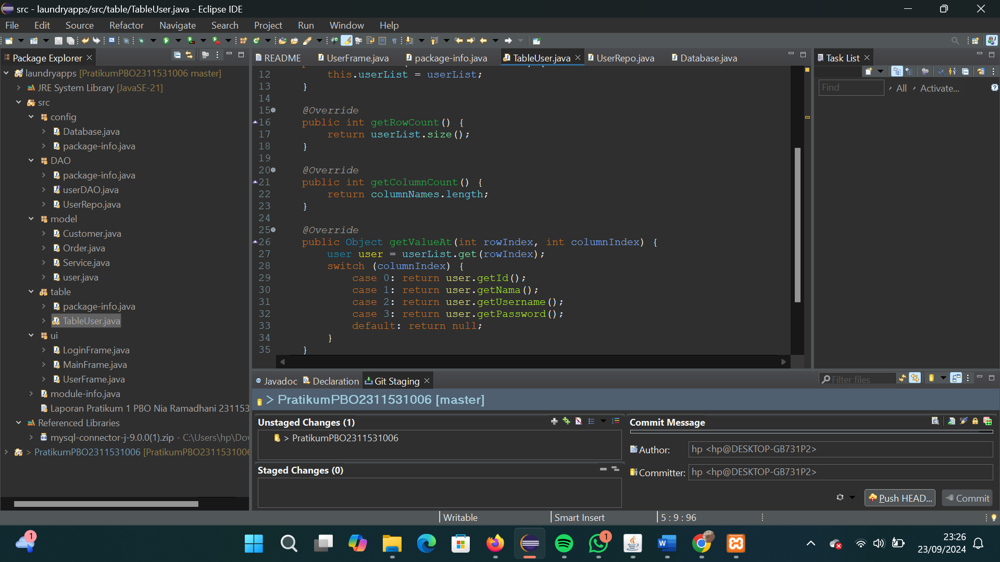 src - laundryapps/src/table/TableUser.java - Eclipse IDE
File Edit Source Refactor Navigate Search Project Run Window Help
Package Explorer
laundryapps [PratikumPBO2311531006 master]
JRE System Library [JavaSE-21]
src
config
Database.java
package-info.java
DAO
package-info.java
userDAO.java
UserRepo.java
model
Customer.java
Order.java
Service.java
user.java
table
package-info.java
TableUser.java
ui
LoginFrame.java
MainFrame.java
UserFrame.java
module-info.java
Laporan Pratikum 1 PBO Nia Ramadhani 231153
Referenced Libraries
mysql-connector-j-9.0.0(1).zip - C:\Users\hp\Do
> PratikumPBO2311531006 [PratikumPBO2311531006
README UserFrame.java package-info.java TableUser.java UserRepo.java Database.java
12 this.userList = userList;
13 }
14
15 @Override
16 public int getRowCount() {
17 return userList.size();
18 }
19
20 @Override
21 public int getColumnCount() {
22 return columnNames.length;
23 }
24
25 @Override
26 public Object getValueAt(int rowIndex, int columnIndex) {
27 user user = userList.get(rowIndex);
28 switch (columnIndex) {
29 case 0: return user.getId();
30 case 1: return user.getNama();
31 case 2: return user.getUsername();
32 case 3: return user.getPassword();
33 default: return null;
34 }
35 }
Task List
Find All Activate...
Javadoc Declaration Git Staging
Filter files
> PratikumPBO2311531006 [master]
Unstaged Changes (1)
> PratikumPBO2311531006
Staged Changes (0)
Commit Message
Author: hp <hp@DESKTOP-GB731P2>
Committer: hp <hp@DESKTOP-GB731P2>
Push HEAD... Commit
Writable Smart Insert 5 : 9 : 96
1
1
23:26
23/09/2024